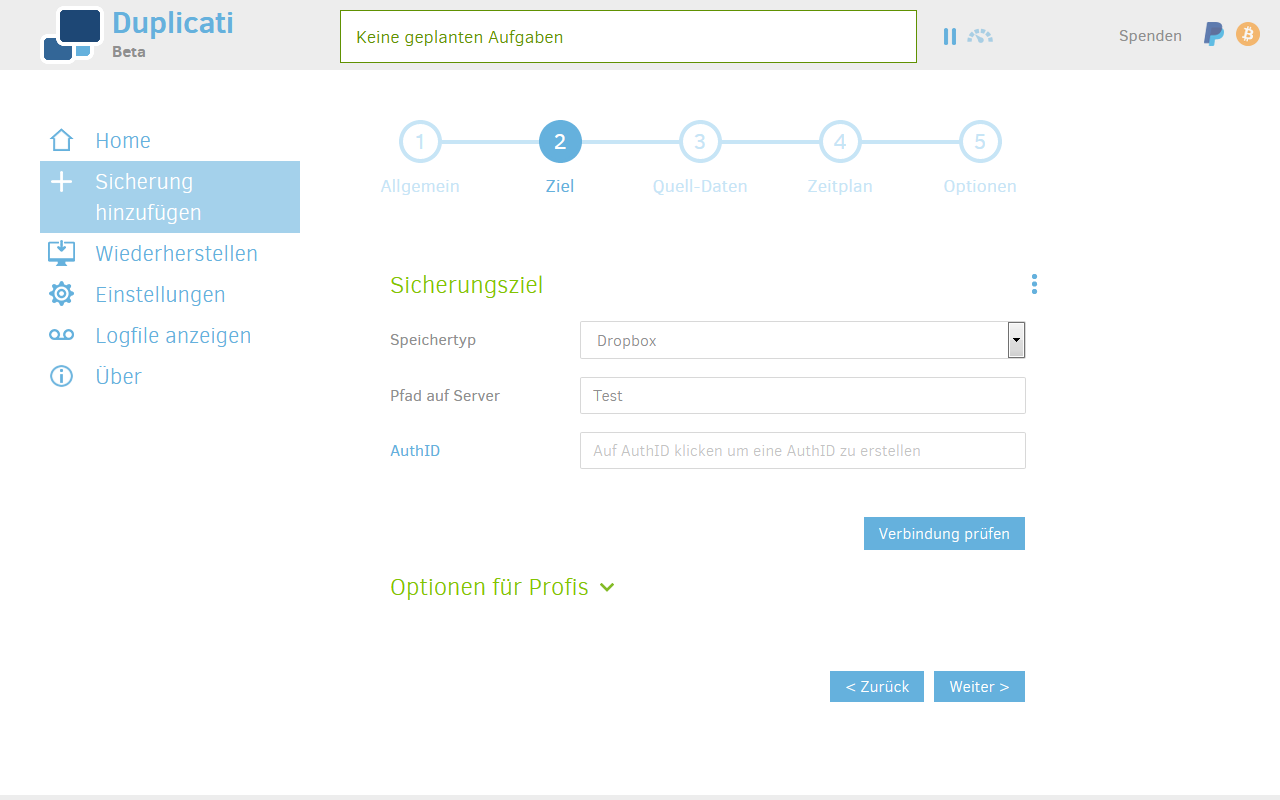 Duplicati
Beta
Keine geplanten Aufgaben
Spenden
Home
Sicherung
hinzufügen
Wiederherstellen
Einstellungen
Logfile anzeigen
Über
1 2 3 4 5
Allgemein Ziel Quell-Daten Zeitplan Optionen
Sicherungsziel
Speichertyp Dropbox
Pfad auf Server Test
AuthID Auf AuthID klicken um eine AuthID zu erstellen
Verbindung prüfen
Optionen für Profis
< Zurück Weiter >